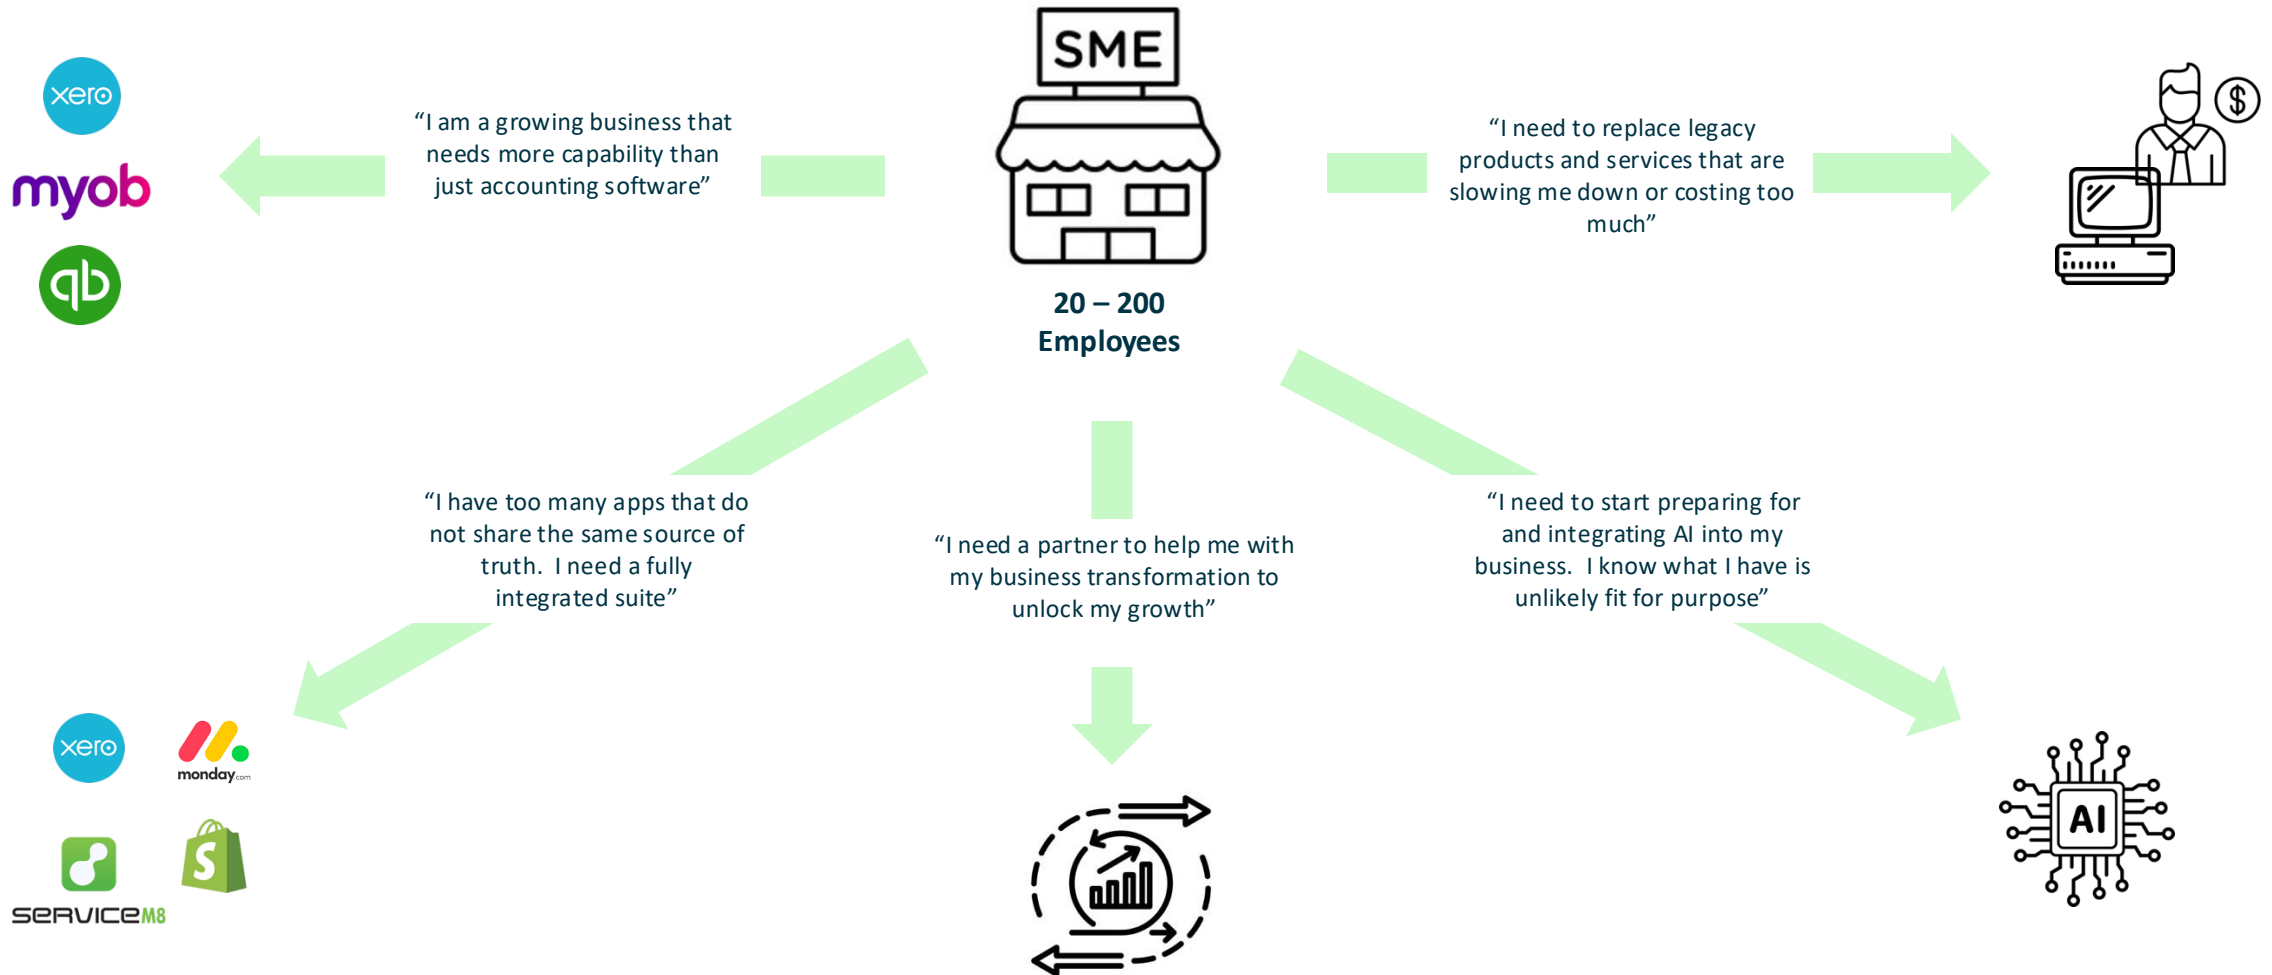 SME
20 – 200
Employees
xero
myob
qb
“I am a growing business that
needs more capability than
just accounting software”
“I need to replace legacy
products and services that are
slowing me down or costing too
much”
$
“I have too many apps that do
not share the same source of
truth.  I need a fully
integrated suite”
“I need a partner to help me with
my business transformation to
unlock my growth”
“I need to start preparing for
and integrating AI into my
business.  I know what I have is
unlikely fit for purpose”
xero
monday.com
S
SERVICEM8
AI